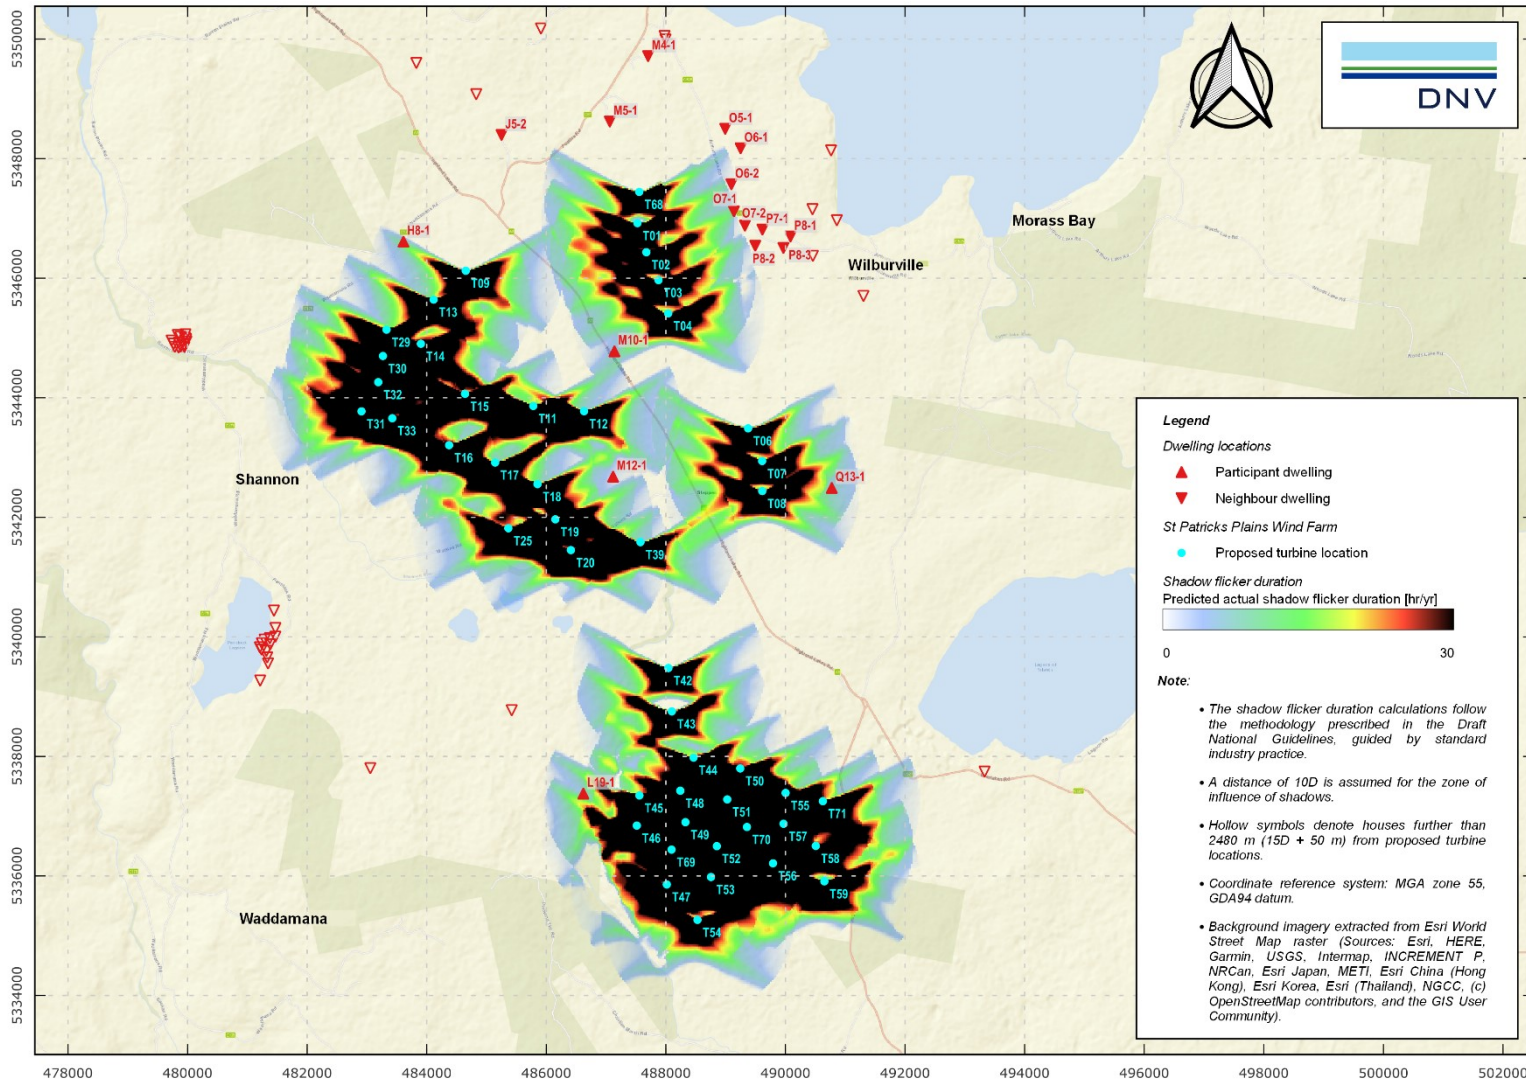 5350000
5348000
5346000
5344000
5342000
5340000
5338000
5336000
5334000
478000
480000
482000
484000
486000
488000
490000
492000
494000
496000
498000
500000
502000
DNV
M4-1
M5-1
J5-2
O5-1
O6-1
O6-2
O7-1
O7-2
P7-1
P8-1
P8-2
P8-3
H8-1
M10-1
M12-1
Q13-1
L19-1
Morass Bay
Wilburville
Shannon
Waddamana
T68
T01
T02
T03
T04
T09
T13
T29
T14
T30
T32
T15
T11
T12
T31
T33
T16
T17
T18
T19
T25
T20
T39
T06
T07
T08
T42
T43
T44
T50
T45
T48
T51
T55
T71
T46
T49
T70
T57
T69
T52
T58
T56
T47
T53
T59
T54
Legend
Dwelling locations
Participant dwelling
Neighbour dwelling
St Patricks Plains Wind Farm
Proposed turbine location
Shadow flicker duration
Predicted actual shadow flicker duration [hr/yr]
0 30
Note:
• The shadow flicker duration calculations follow
the methodology prescribed in the Draft
National Guidelines, guided by standard
industry practice.
• A distance of 10D is assumed for the zone of
influence of shadows.
• Hollow symbols denote houses further than
2480 m (15D + 50 m) from proposed turbine
locations.
• Coordinate reference system: MGA zone 55,
GDA94 datum.
• Background imagery extracted from Esri World
Street Map raster (Sources: Esri, HERE,
Garmin, USGS, Intermap, INCREMENT P,
NRCan, Esri Japan, METI, Esri China (Hong
Kong), Esri Korea, Esri (Thailand), NGCC, (c)
OpenStreetMap contributors, and the GIS User
Community).